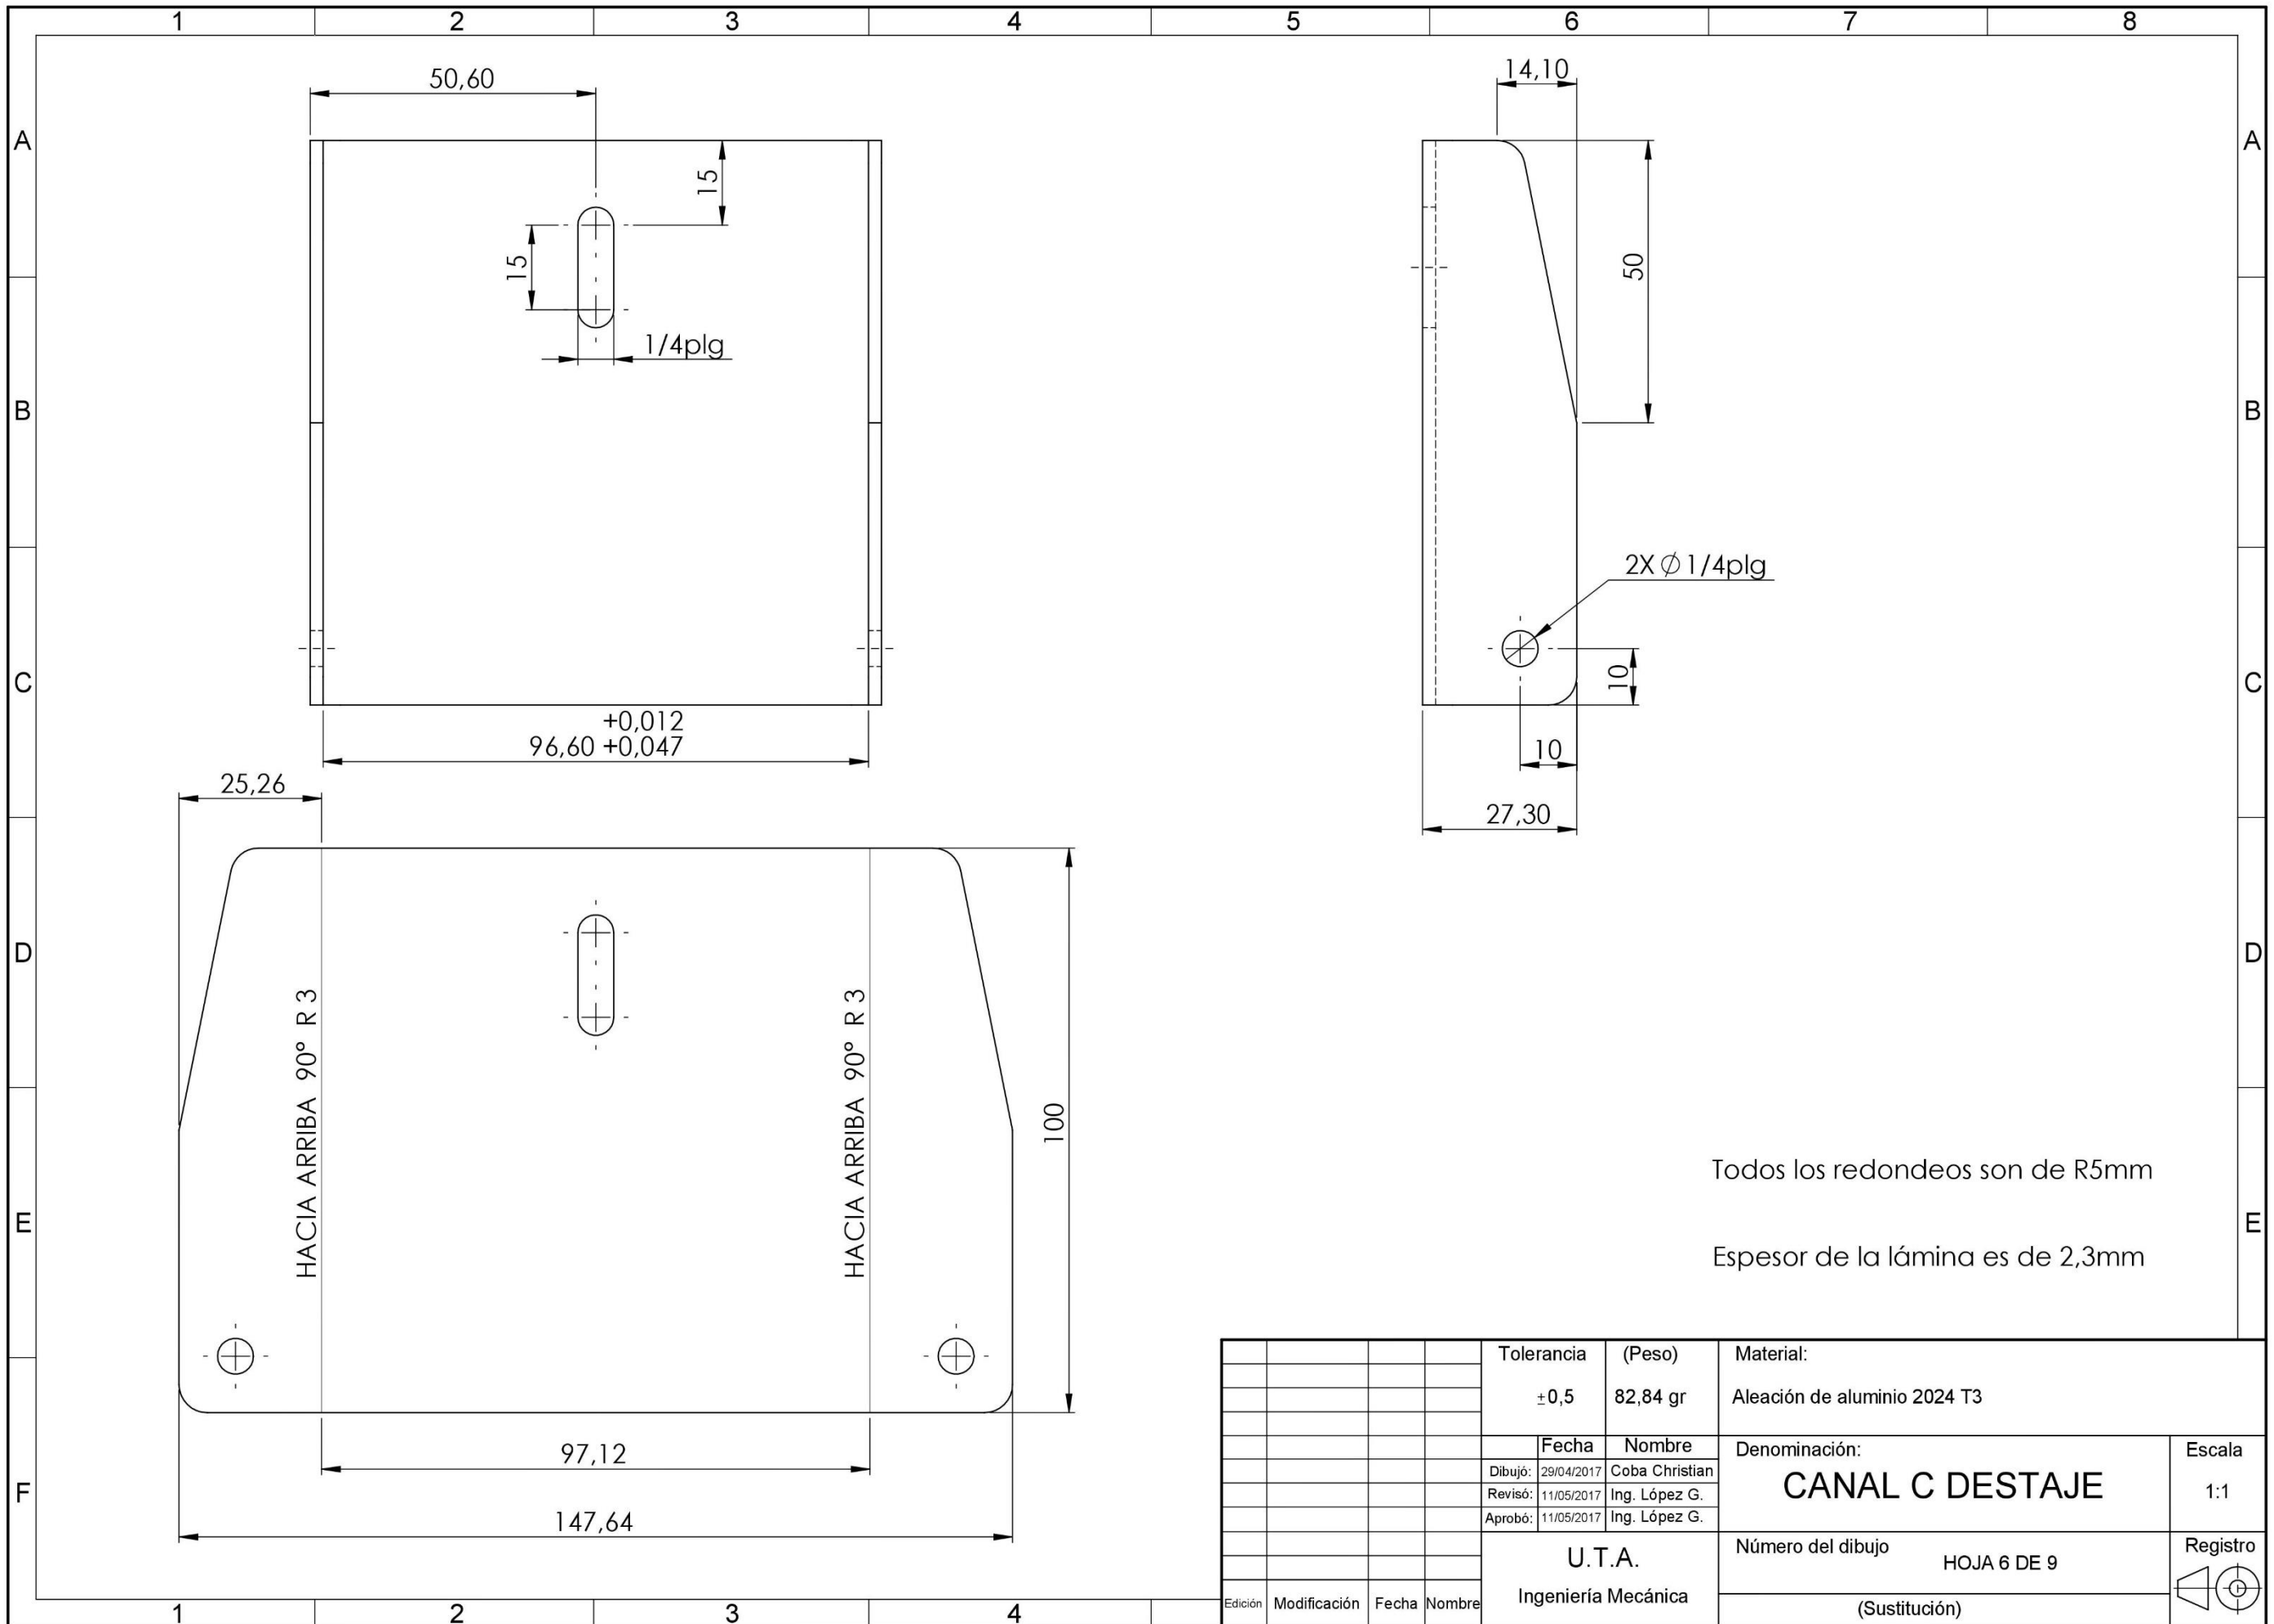 1 2 3 4 5 6 7 8
A A
B B
C C
D D
E E
F
50,60
15
15
1/4plg
+0,012
96,60 +0,047
14,10
50
2X Ø 1/4plg
10
10
27,30
25,26
HACIA ARRIBA 90° R 3
HACIA ARRIBA 90° R 3
100
97,12
147,64
Todos los redondeos son de R5mm
Espesor de la lámina es de 2,3mm
Tolerancia (Peso) Material:
±0,5 82,84 gr Aleación de aluminio 2024 T3
Fecha Nombre Denominación: Escala
Dibujó: 29/04/2017 Coba Christian CANAL C DESTAJE 1:1
Revisó: 11/05/2017 Ing. López G.
Aprobó: 11/05/2017 Ing. López G.
U.T.A. Número del dibujo HOJA 6 DE 9 Registro
Ingeniería Mecánica
Edición Modificación Fecha Nombre (Sustitución)
1 2 3 4